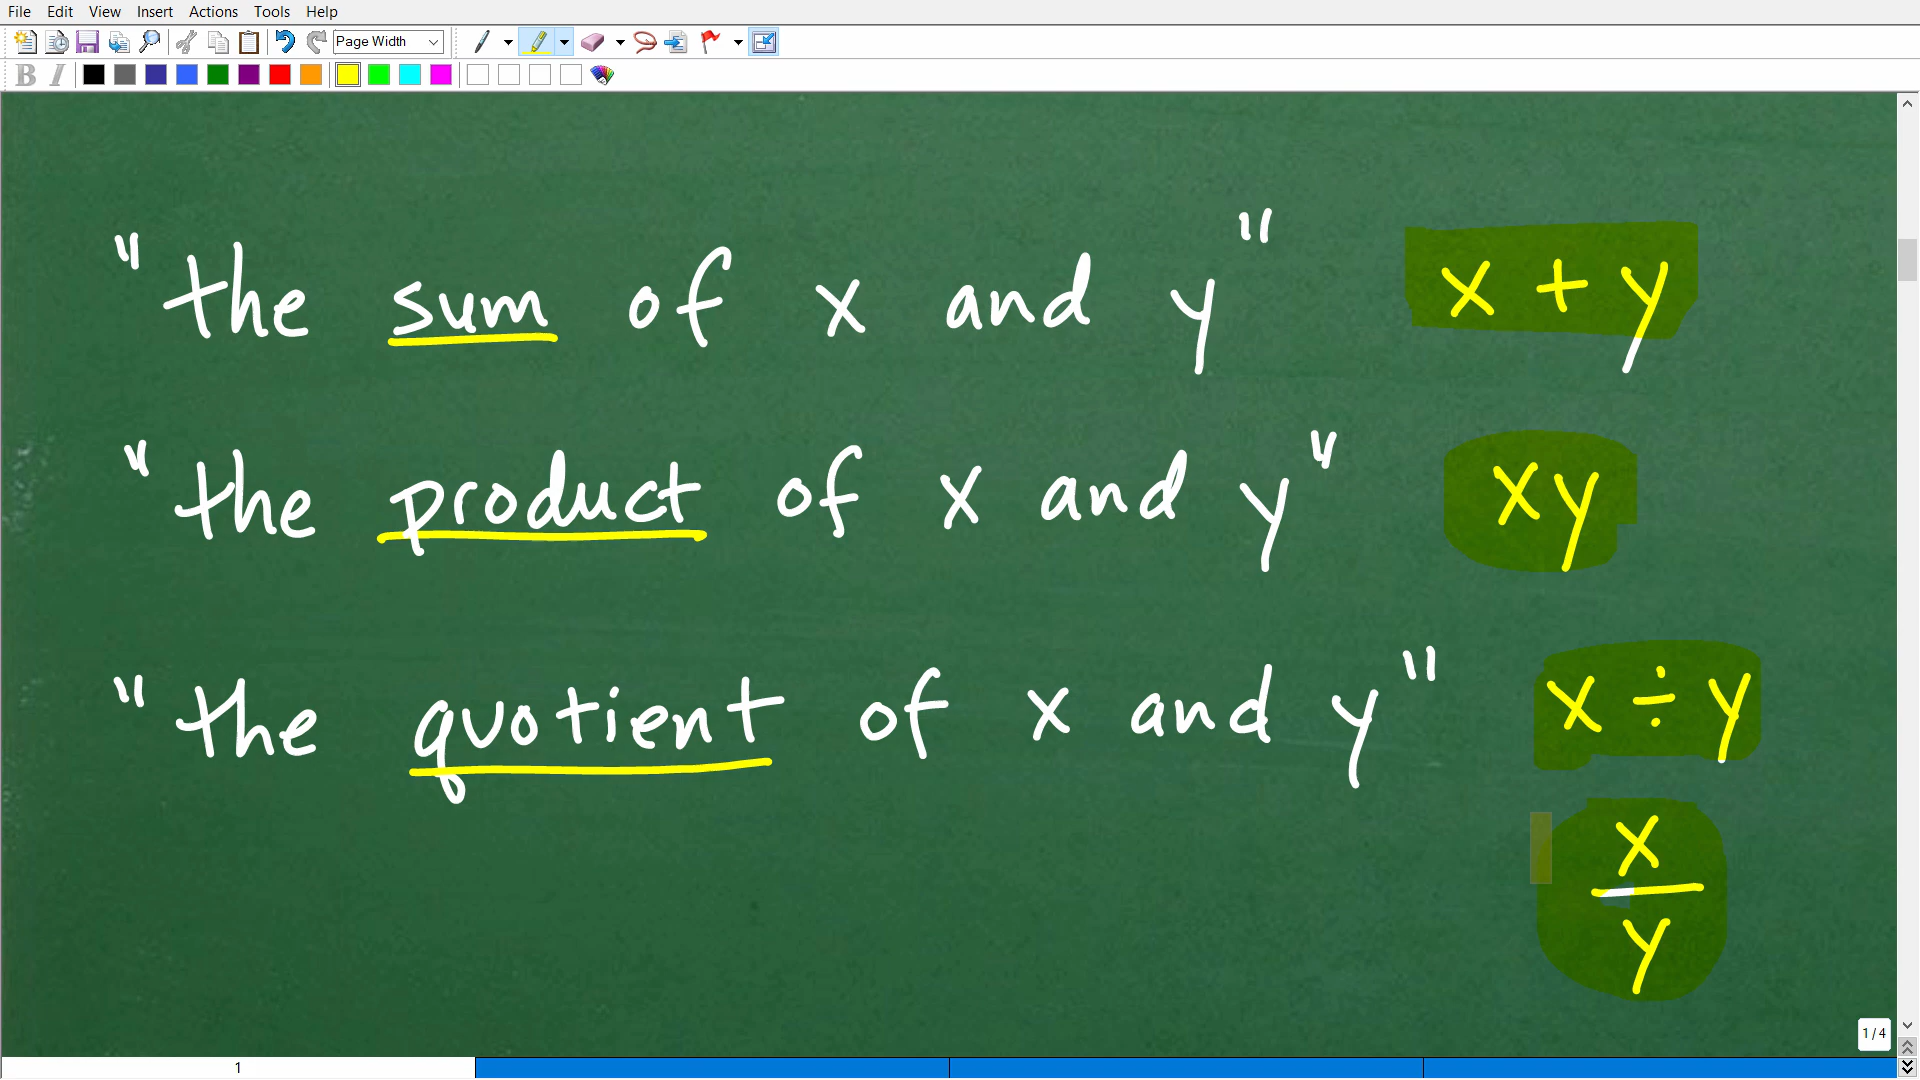 File Edit View Insert Actions Tools Help
Page Width
B I
"the sum of x and y" x + y
"the product of x and y" xy
"the quotient of x and y" x ÷ y
x
y
1 / 4
1